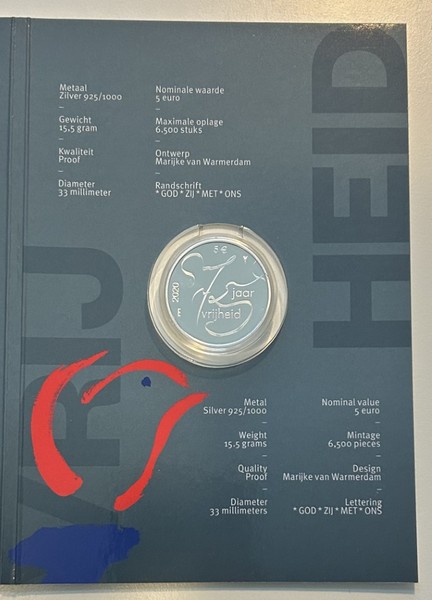 Metaal
Zilver 925/1000
–
Gewicht
15,5 gram
–
Kwaliteit
Proof
–
Diameter
33 millimeter
Nominale waarde
5 euro
–
Maximale oplage
6.500 stuks
–
Ontwerp
Marijke van Warmerdam
–
Randschrift
* GOD * ZIJ * MET * ONS
VRIJ
HEID
5 €
2020
75 jaar
E vrijheid
Metal
Silver 925/1000
–
Weight
15.5 grams
–
Quality
Proof
–
Diameter
33 millimeters
Nominal value
5 euro
–
Mintage
6,500 pieces
–
Design
Marijke van Warmerdam
–
Lettering
* GOD * ZIJ * MET * ONS